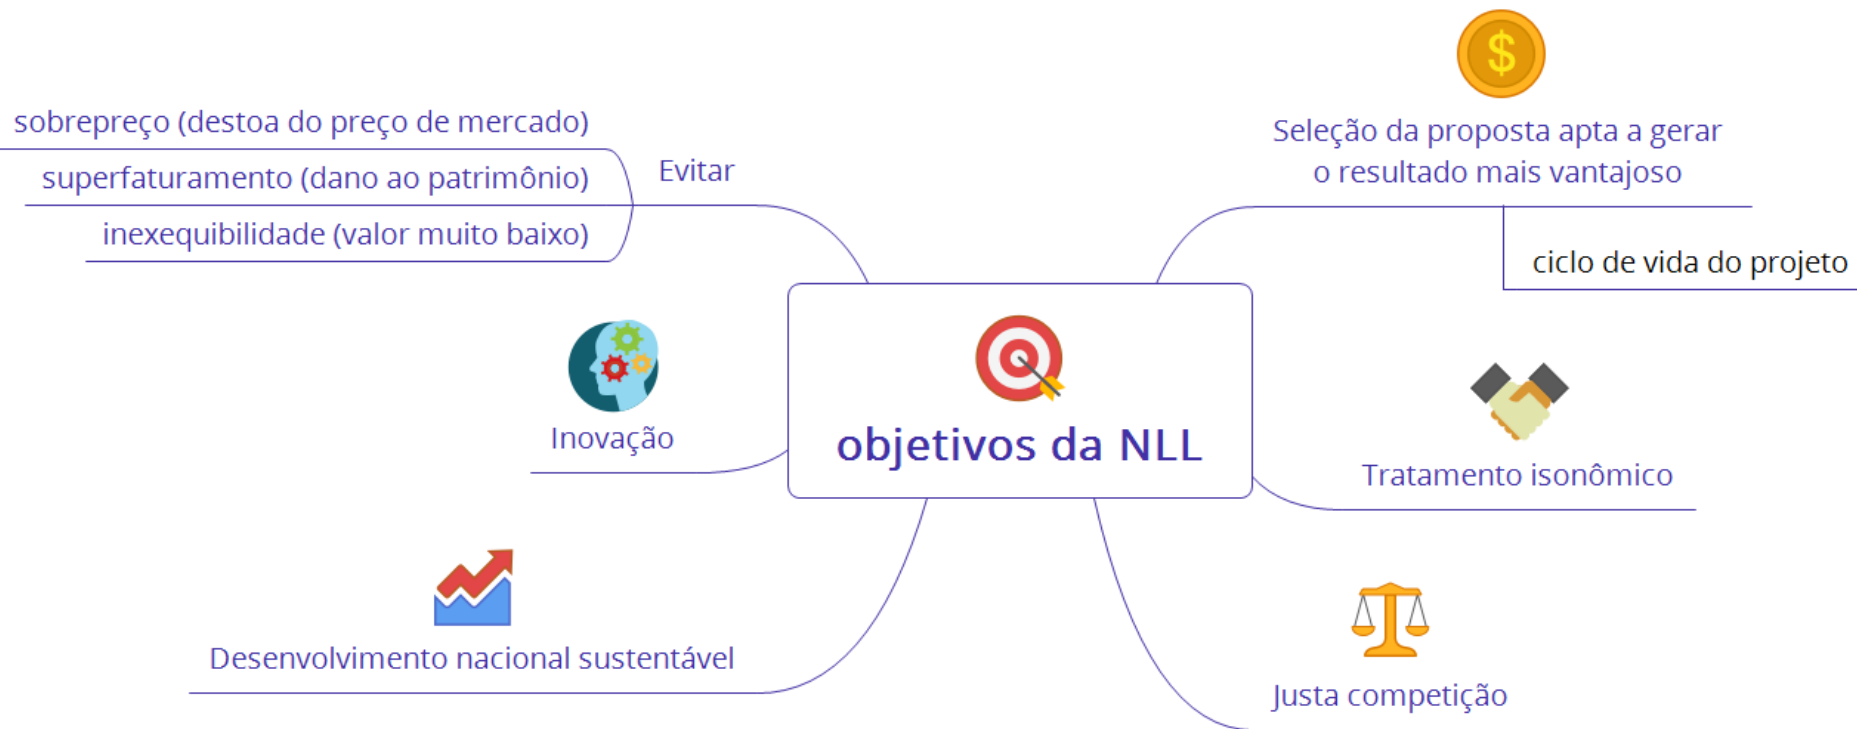 sobrepreço (destoa do preço de mercado)
superfaturamento (dano ao patrimônio)
inexequibilidade (valor muito baixo)
Evitar
$
Seleção da proposta apta a gerar
o resultado mais vantajoso
ciclo de vida do projeto
Inovação
objetivos da NLL
Tratamento isonômico
Desenvolvimento nacional sustentável
Justa competição